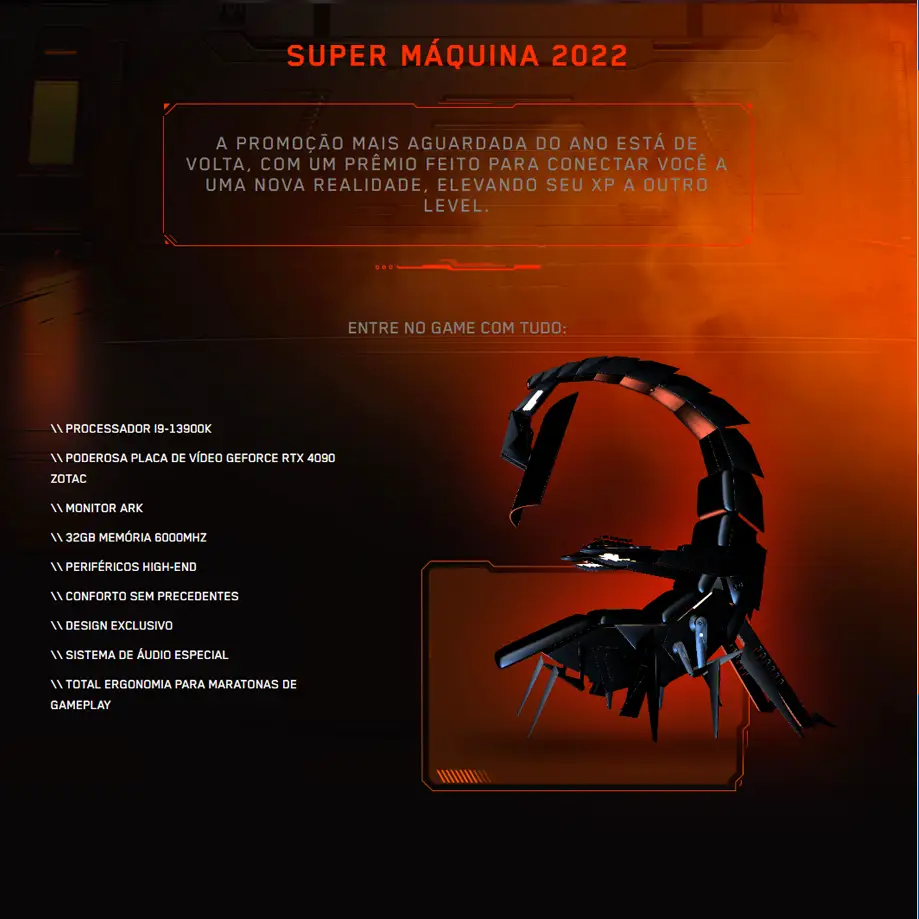 SUPER MÁQUINA 2022
A PROMOÇÃO MAIS AGUARDADA DO ANO ESTÁ DE
VOLTA, COM UM PRÊMIO FEITO PARA CONECTAR VOCÊ A
UMA NOVA REALIDADE, ELEVANDO SEU XP A OUTRO
LEVEL.
ENTRE NO GAME COM TUDO:
\\ PROCESSADOR I9-13900K
\\ PODEROSA PLACA DE VÍDEO GEFORCE RTX 4090
ZOTAC
\\ MONITOR ARK
\\ 32GB MEMÓRIA 6000MHZ
\\ PERIFÉRICOS HIGH-END
\\ CONFORTO SEM PRECEDENTES
\\ DESIGN EXCLUSIVO
\\ SISTEMA DE ÁUDIO ESPECIAL
\\ TOTAL ERGONOMIA PARA MARATONAS DE
GAMEPLAY